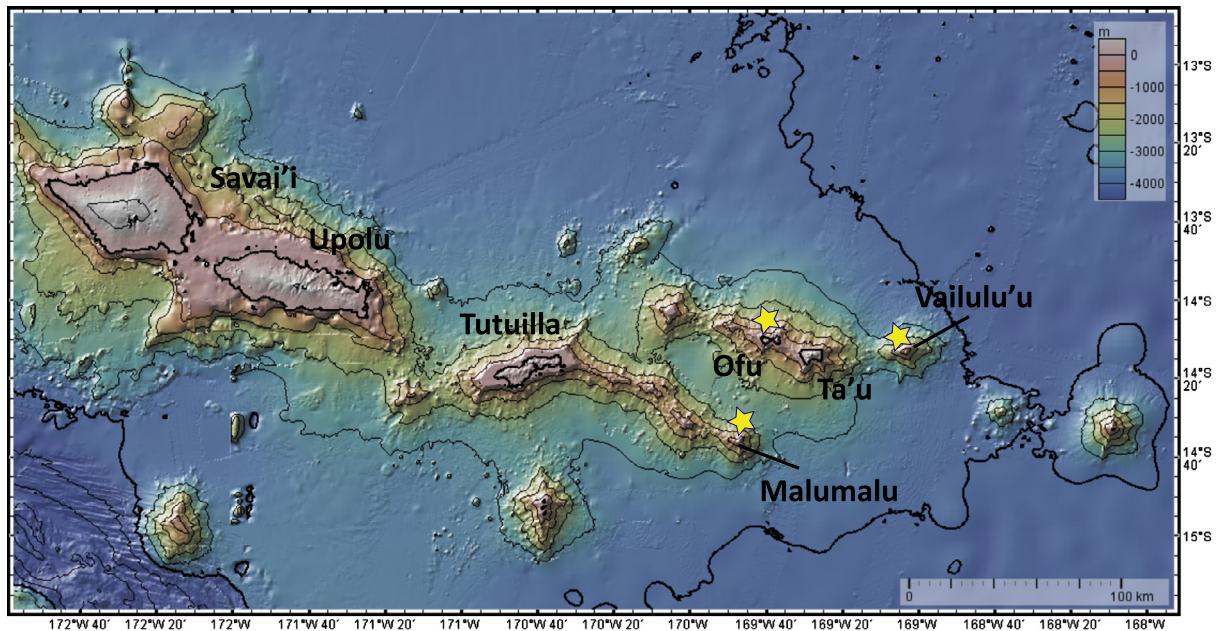 m
0
-1000
-2000
-3000
-4000
13°S
13°S
20′
13°S
40′
14°S
14°S
20′
14°S
40′
15°S
Savai’i
Upolu
Tutuilla
Vailulu’u
Ofu
Ta’u
Malumalu
0 100 km
172°W 40′ 172°W 20′ 172°W 171°W 40′ 171°W 20′ 171°W 170°W 40′ 170°W 20′ 170°W 169°W 40′ 169°W 20′ 169°W 168°W 40′ 168°W 20′ 168°W